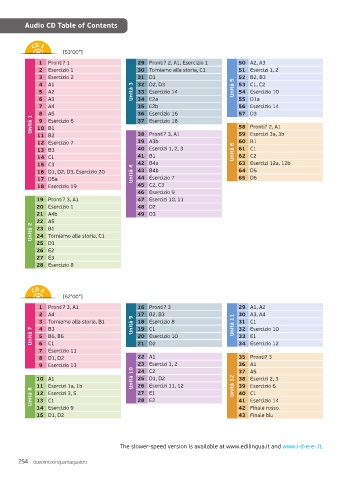 Audio CD Table of Contents
CD 1
[53'00"]
Unità 1
1 Pronti? 1
2 Esercizio 1
3 Esercizio 2
4 A1
5 A2
6 A3
7 A4
8 A5
9 Esercizio 6
10 B1
11 B2
12 Esercizio 7
13 B3
14 C1
15 C3
16 D1, D2, D3, Esercizio 20
17 D5a
18 Esercizio 19
Unità 2
19 Pronti? 3, A1
20 Esercizio 1
21 A4b
22 A5
23 B1
24 Torniamo alla storia, C1
25 D1
26 E2
27 E3
28 Esercizio 8
Unità 3
29 Pronti? 2, A1, Esercizio 1
30 Torniamo alla storia, C1
31 D1
32 D2, D3
33 Esercizio 14
34 E2a
35 E2b
36 Esercizio 16
37 Esercizio 18
Unità 4
38 Pronti? 3, A1
39 A3b
40 Esercizi 1, 2, 3
41 B1
42 B4a
43 B4b
44 Esercizio 7
45 C2, C3
46 Esercizio 9
47 Esercizi 10, 11
48 D2
49 D3
Unità 5
50 A2, A3
51 Esercizi 1, 2
52 B2, B3
53 C1, C2
54 Esercizio 10
55 D1a
56 Esercizio 14
57 D3
Unità 6
58 Pronti? 2, A1
59 Esercizi 3a, 3b
60 B1
61 C1
62 C2
63 Esercizi 12a, 12b
64 D5
65 D6
CD 2
[62'00"]
Unità 7
1 Pronti? 3, A1
2 A4
3 Torniamo alla storia, B1
4 B3
5 B5, B6
6 C1
7 Esercizio 11
8 D1, D2
9 Esercizio 13
Unità 8
10 A1
11 Esercizi 1a, 1b
12 Esercizi 3, 5
13 C1
14 Esercizio 9
15 D1, D2
Unità 9
16 Pronti? 3
17 B2, B3
18 Esercizio 8
19 C1
20 Esercizio 10
21 D2
Unità 10
22 A1
23 Esercizi 1, 2
24 C2
25 D1, D2
26 Esercizi 11, 12
27 E1
28 E2
Unità 11
29 A1, A2
30 A3, A4
31 C1
32 Esercizio 10
33 E1
34 Esercizio 12
Unità 12
35 Pronti? 3
36 A1
37 A5
38 Esercizi 2, 3
39 Esercizio 6
40 C1
41 Esercizio 14
42 Finale rosso
43 Finale blu
The slower-speed version is available at www.edilingua.it and www.i-d-e-e-.it.
254 duecentocinquantaquattro